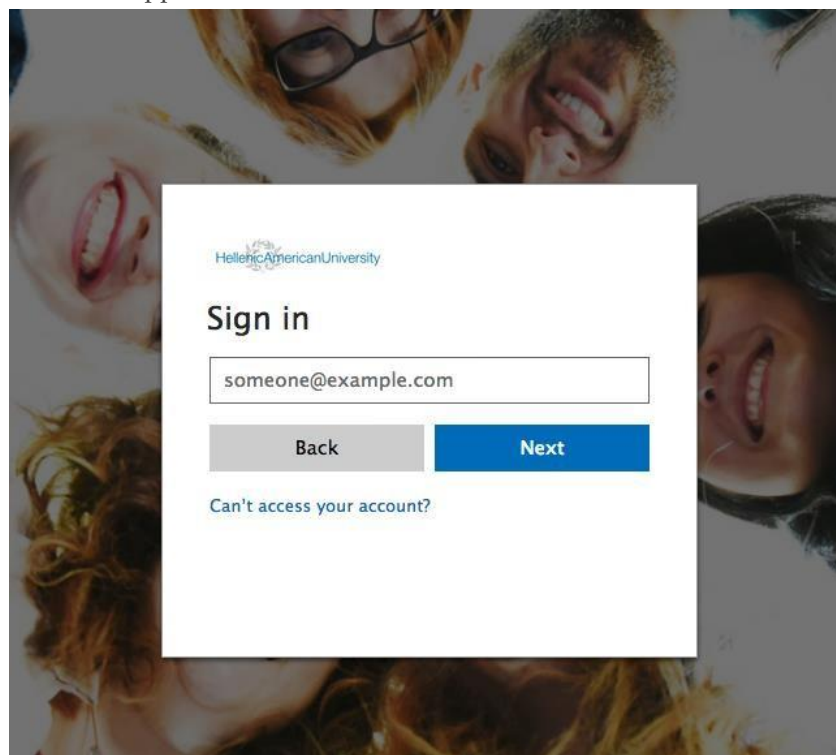 HellenicAmericanUniversity
Sign in
someone@example.com
Back Next
Can't access your account?